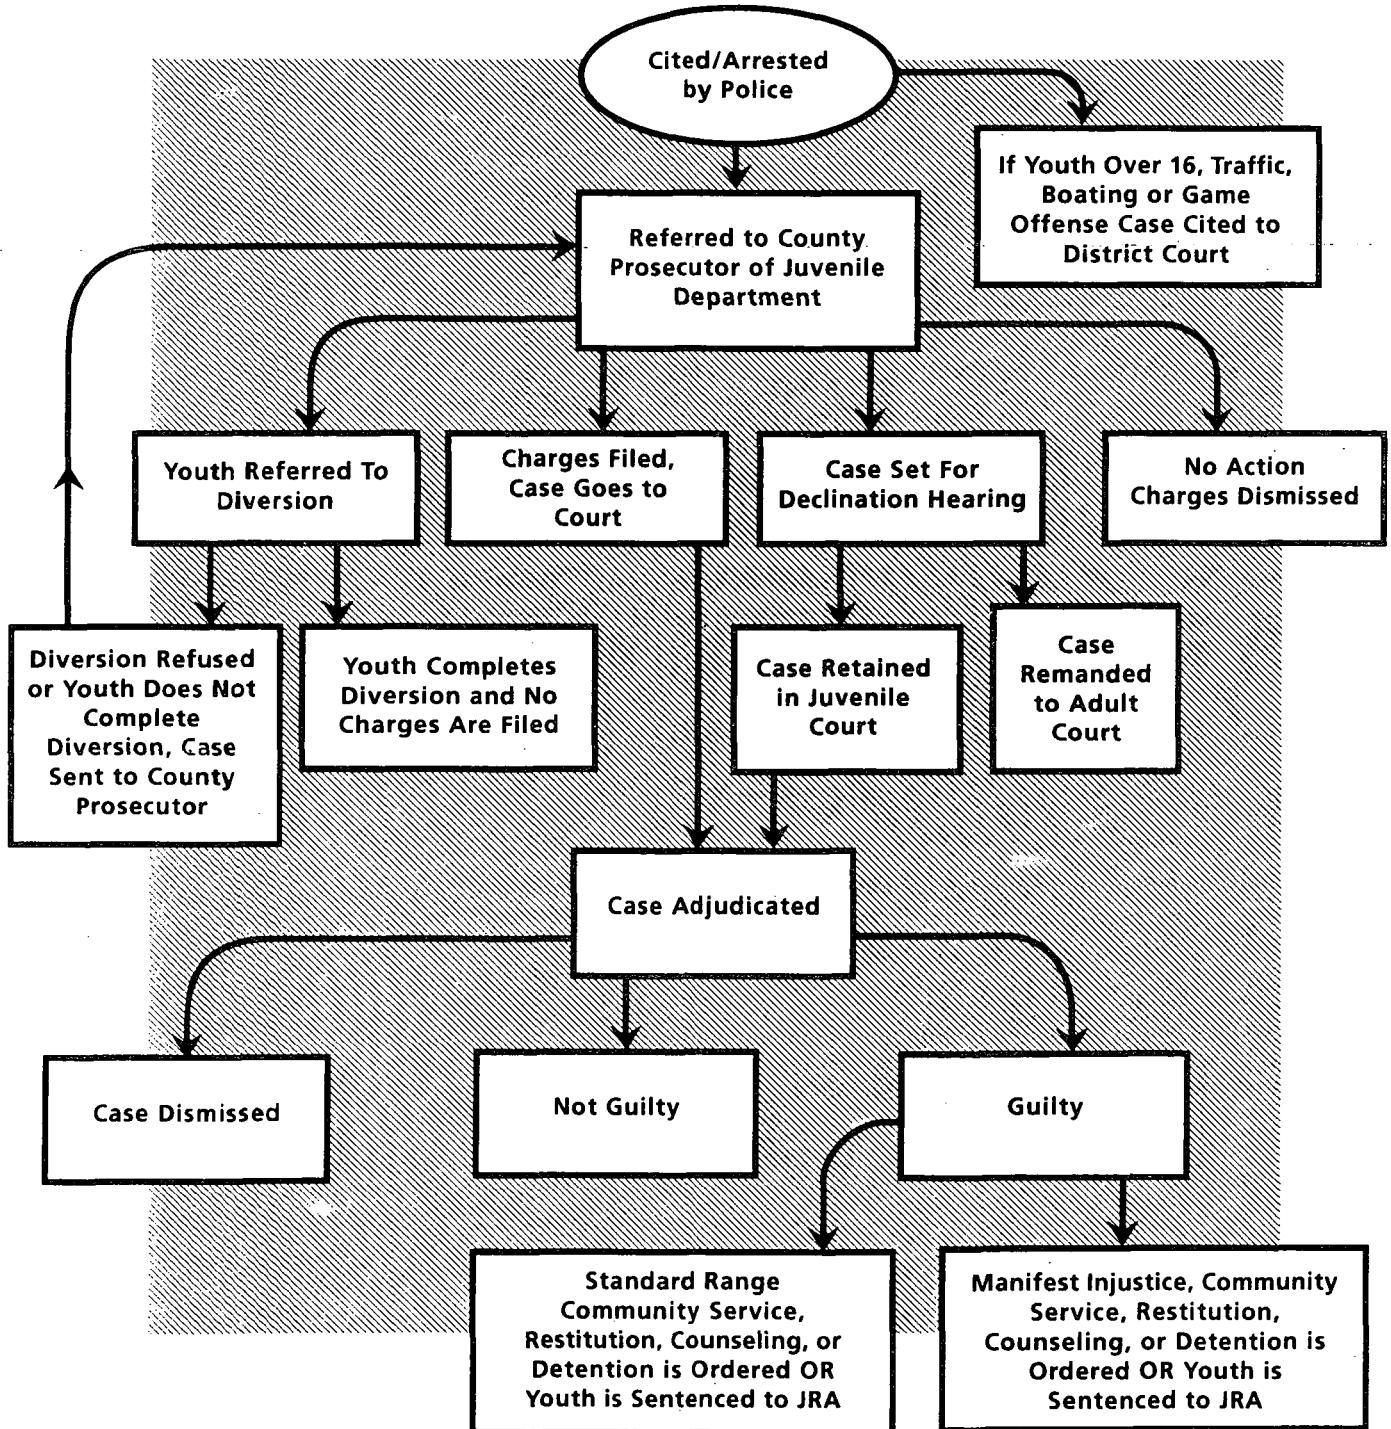 Cited/Arrested
by Police
If Youth Over 16, Traffic,
Boating or Game
Offense Case Cited to
District Court
Referred to County
Prosecutor of Juvenile
Department
Youth Referred To
Diversion
Charges Filed,
Case Goes to
Court
Case Set For
Declination Hearing
No Action
Charges Dismissed
Diversion Refused
or Youth Does Not
Complete
Diversion, Case
Sent to County
Prosecutor
Youth Completes
Diversion and No
Charges Are Filed
Case Retained
in Juvenile
Court
Case
Remanded
to Adult
Court
Case Adjudicated
Case Dismissed
Not Guilty
Guilty
Standard Range
Community Service,
Restitution, Counseling, or
Detention is Ordered OR
Youth is Sentenced to JRA
Manifest Injustice, Community
Service, Restitution,
Counseling, or Detention is
Ordered OR Youth is
Sentenced to JRA